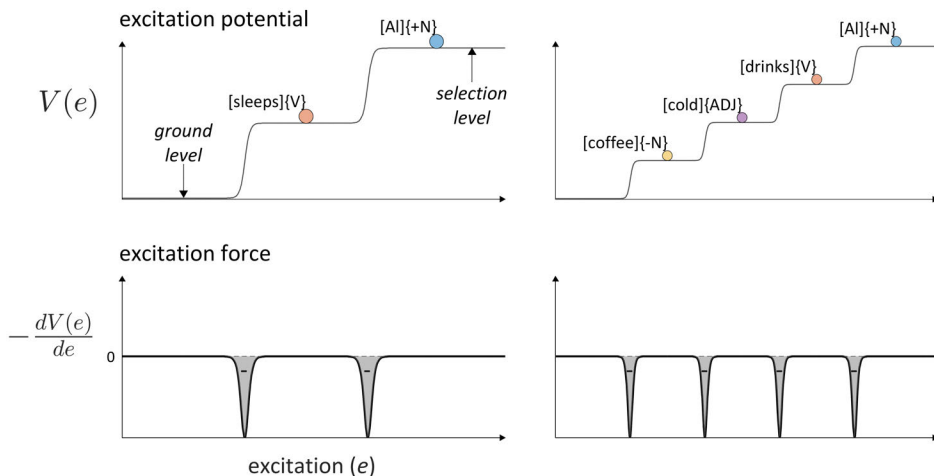 excitation potential
V(e)
[Al]{+N}
[sleeps]{V}
selection
level
ground
level
[Al]{+N}
[drinks]{V}
[cold]{ADJ}
[coffee]{-N}
excitation force
− dV(e)
de
0
-
-
-
-
-
-
excitation (e)